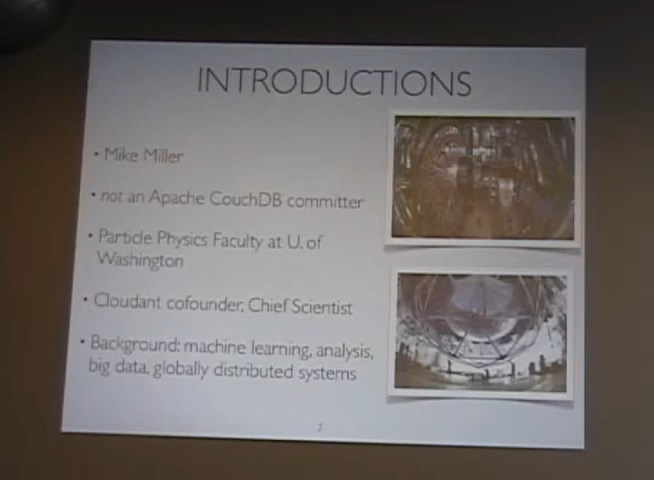 INTRODUCTIONS
• Mike Miller
• not an Apache CouchDB committer
• Particle Physics Faculty at U. of
Washington
• Cloudant cofounder, Chief Scientist
• Background: machine learning, analysis,
big data, globally distributed systems